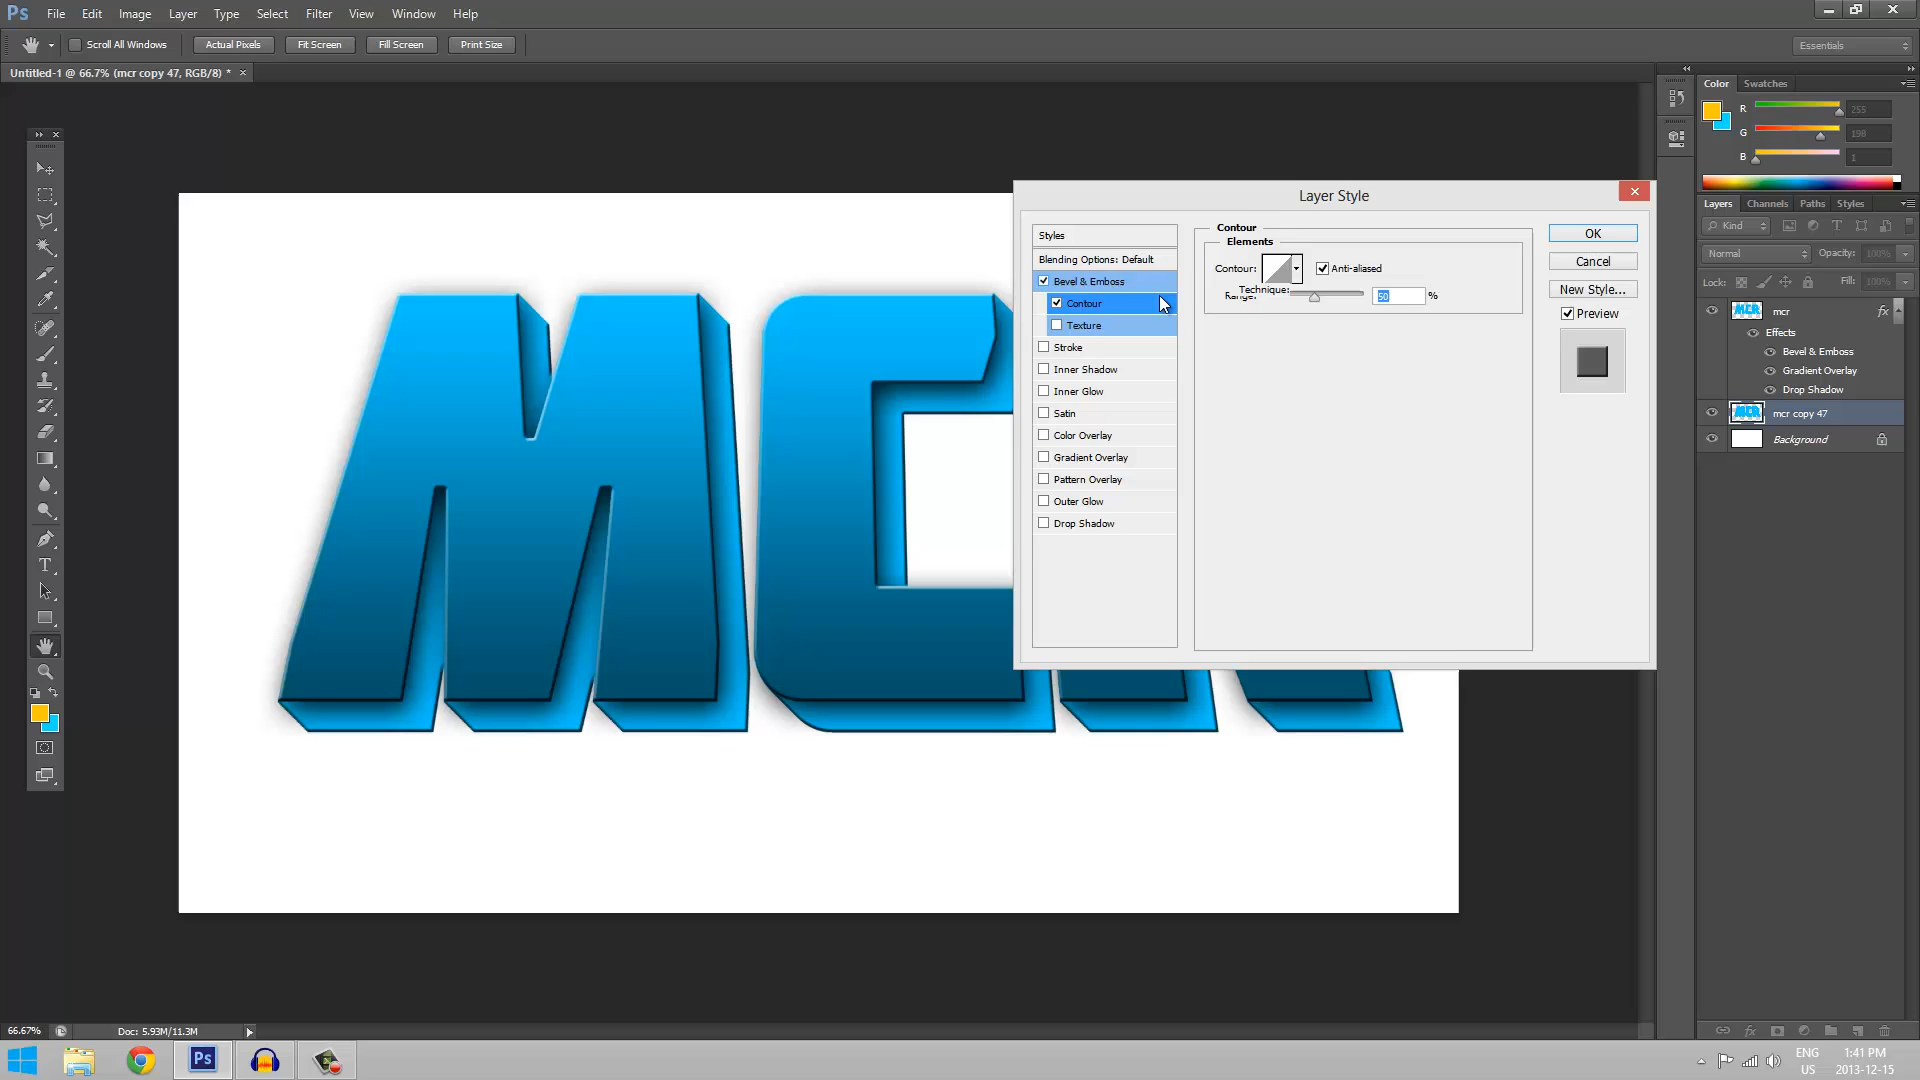 Ps File Edit Image Layer Type Select Filter View Window Help
Scroll All Windows Actual Pixels Fit Screen Fill Screen Print Size Essentials
Untitled-1 @ 66.7% (mcr copy 47, RGB/8) *
Color Swatches
R 255
G 198
B 1
Layers Channels Paths Styles
Kind
Normal Opacity: 100%
Lock: Fill: 100%
mcr fx
Effects
Bevel & Emboss
Gradient Overlay
Drop Shadow
mcr copy 47
Background
Layer Style
Styles
Blending Options: Default
Bevel & Emboss
Contour
Texture
Stroke
Inner Shadow
Inner Glow
Satin
Color Overlay
Gradient Overlay
Pattern Overlay
Outer Glow
Drop Shadow
Contour
Elements
Contour: Anti-aliased
Technique:
Range: 50 %
OK
Cancel
New Style...
Preview
MCR
66.67% Doc: 5.93M/11.3M
Ps
ENG
US
1:41 PM
2013-12-15